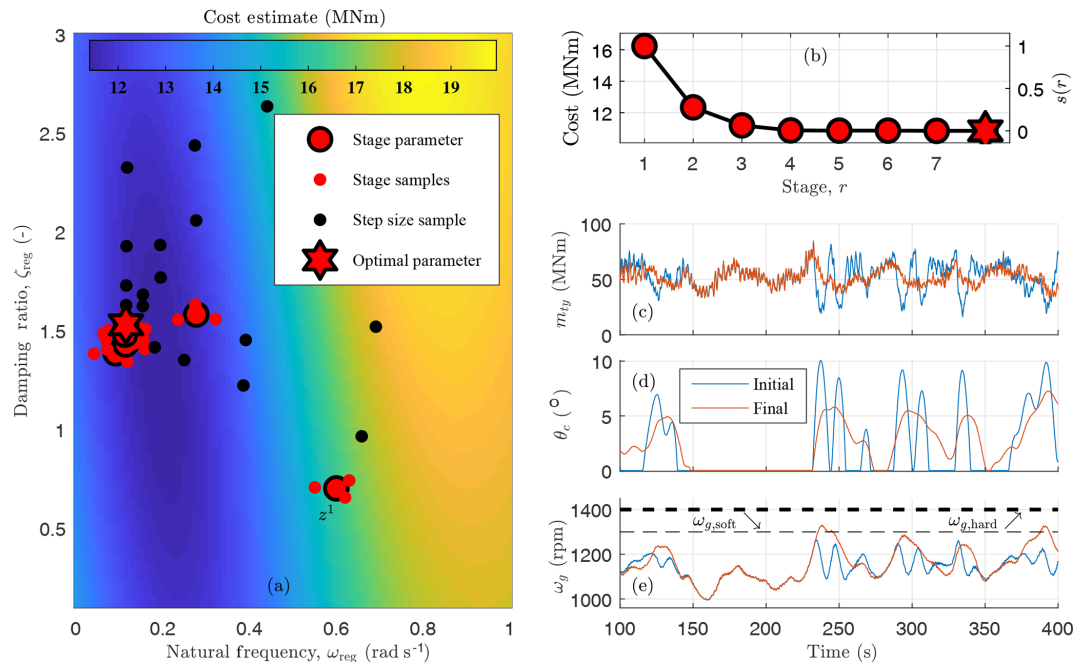 Cost estimate (MNm)
12 13 14 15 16 17 18 19
Stage parameter
Stage samples
Step size sample
Optimal parameter
3
2.5
2
1.5
1
0.5
Damping ratio, ζreg (-)
z¹
(a)
0 0.2 0.4 0.6 0.8 1
Natural frequency, ωreg (rad s⁻¹)
(b)
Cost (MNm)
16
14
12
1
0.5
0
s(r)
1 2 3 4 5 6 7
Stage, r
mty (MNm)
100
50
0
(c)
θc (°)
10
5
0
(d)
Initial
Final
ωg (rpm)
1400
1200
1000
ωg,soft
ωg,hard
(e)
100 150 200 250 300 350 400
Time (s)